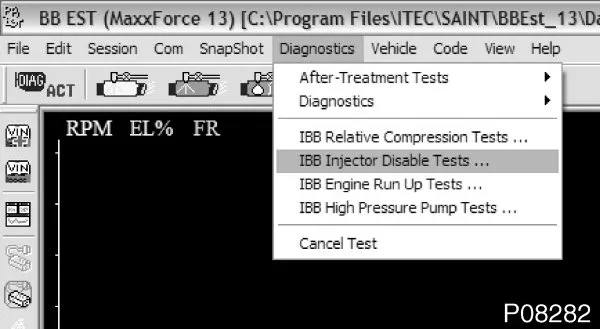 BB EST (MaxxForce 13) [C:\Program Files\ITEC\SAINT\BBEst_13\Da
File Edit Session Com SnapShot Diagnostics Vehicle Code View Help
DIAG ACT
After-Treatment Tests
Diagnostics
VIN
RPM EL% FR
IBB Relative Compression Tests ...
VIN
IBB Injector Disable Tests ...
IBB Engine Run Up Tests ...
IBB High Pressure Pump Tests ...
Cancel Test
P08282